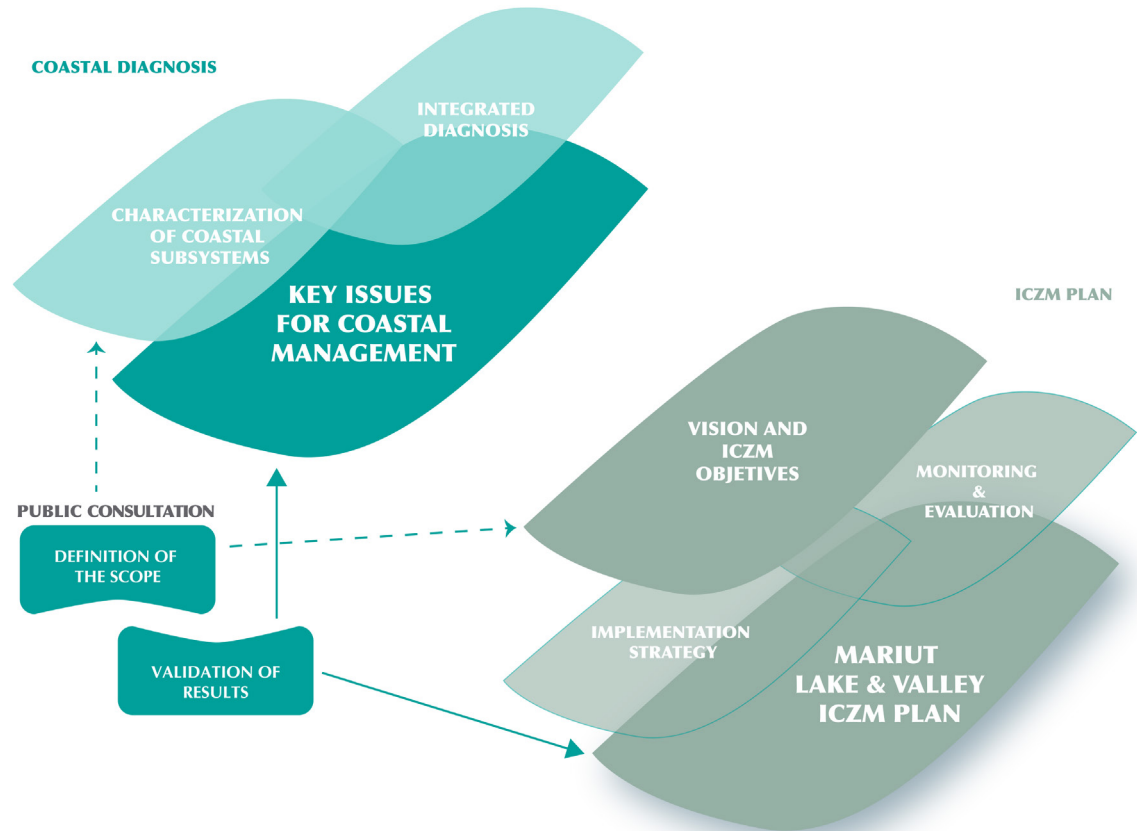 COASTAL DIAGNOSIS
INTEGRATED
DIAGNOSIS
CHARACTERIZATION
OF COASTAL
SUBSYSTEMS
KEY ISSUES
FOR COASTAL
MANAGEMENT
ICZM PLAN
VISION AND
ICZM
OBJETIVES
MONITORING
&
EVALUATION
PUBLIC CONSULTATION
DEFINITION OF
THE SCOPE
IMPLEMENTATION
STRATEGY
VALIDATION OF
RESULTS
MARIUT
LAKE & VALLEY
ICZM PLAN